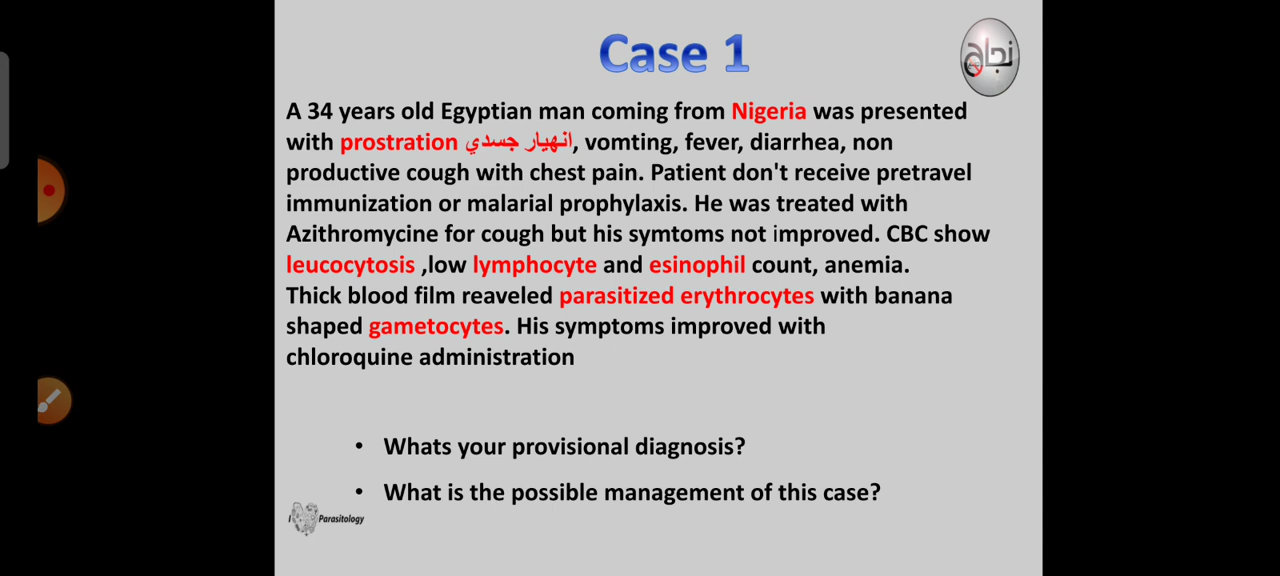 Case 1
نجاح
A 34 years old Egyptian man coming from Nigeria was presented
with prostration انهيار جسدي, vomting, fever, diarrhea, non
productive cough with chest pain. Patient don't receive pretravel
immunization or malarial prophylaxis. He was treated with
Azithromycine for cough but his symtoms not improved. CBC show
leucocytosis ,low lymphocyte and esinophil count, anemia.
Thick blood film reaveled parasitized erythrocytes with banana
shaped gametocytes. His symptoms improved with
chloroquine administration
• Whats your provisional diagnosis?
• What is the possible management of this case?
I Parasitology